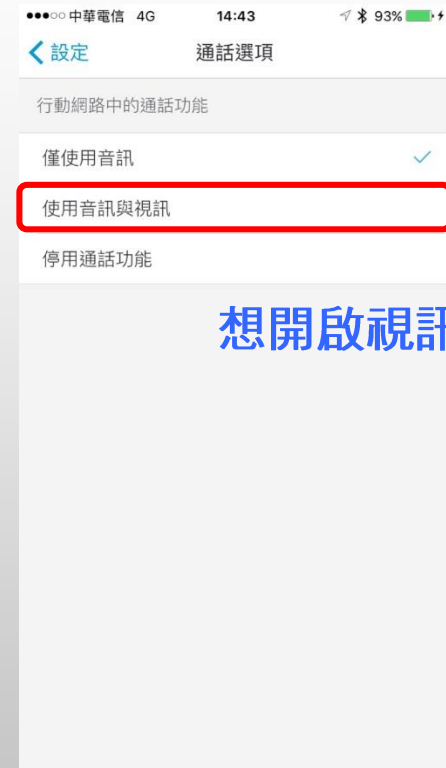 中華電信 4G 14:43 93%
設定 通話選項
行動網路中的通話功能
僅使用音訊
使用音訊與視訊
停用通話功能
想開啟視訊